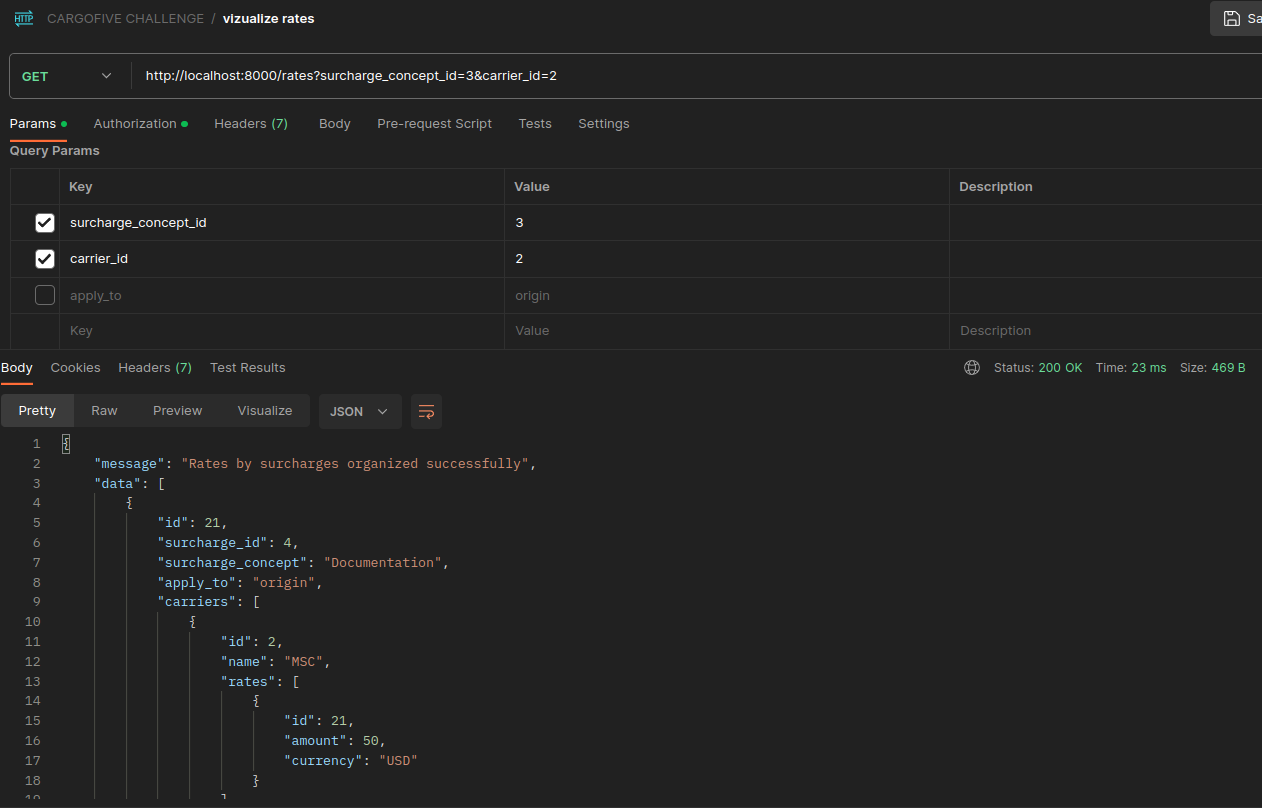 HTTP CARGOFIVE CHALLENGE / vizualize rates
GET http://localhost:8000/rates?surcharge_concept_id=3&carrier_id=2
Params Authorization Headers (7) Body Pre-request Script Tests Settings
Query Params
Key Value Description
surcharge_concept_id 3
carrier_id 2
apply_to origin
Key Value Description
Body Cookies Headers (7) Test Results Status: 200 OK Time: 23 ms Size: 469 B
Pretty Raw Preview Visualize JSON
1 {
2 "message": "Rates by surcharges organized successfully",
3 "data": [
4 {
5 "id": 21,
6 "surcharge_id": 4,
7 "surcharge_concept": "Documentation",
8 "apply_to": "origin",
9 "carriers": [
10 {
11 "id": 2,
12 "name": "MSC",
13 "rates": [
14 {
15 "id": 21,
16 "amount": 50,
17 "currency": "USD"
18 }
19 ]